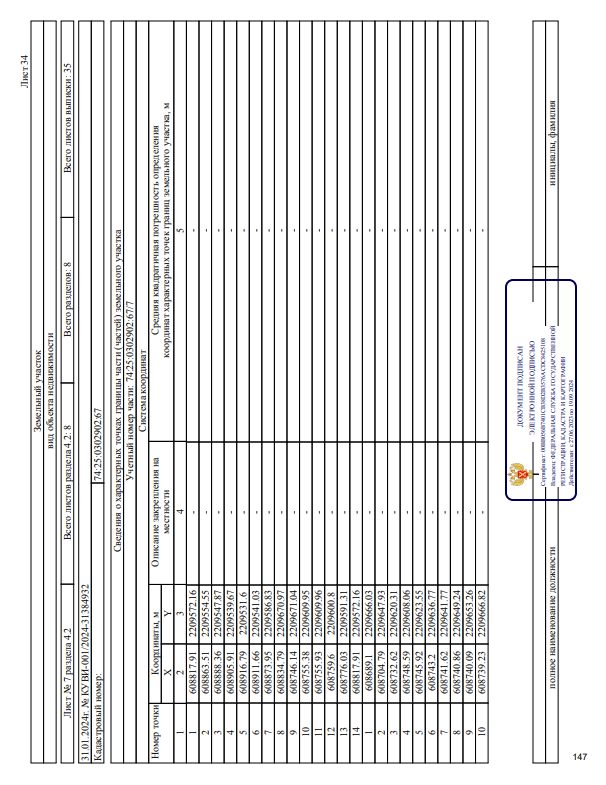 Лист 34
Земельный участок
вид объекта недвижимости
Лист № 7 раздела 4.2 Всего листов раздела 4.2: 8 Всего разделов: 8 Всего листов выписки: 35
31.01.2024г. № КУВИ-001/2024-31384932
Кадастровый номер: 74:25:0302902:67
Сведения о характерных точках границы части (частей) земельного участка
Учетный номер части: 74:25:0302902:67/7
Система координат
Номер точки Координаты, м Описание закрепления на местности Средняя квадратичная погрешность определения координат характерных точек границ земельного участка, м
X Y
1 2 3 4 5
1 608817.91 2209572.16 - -
2 608863.51 2209554.55 - -
3 608888.36 2209547.87 - -
4 608905.91 2209539.67 - -
5 608916.79 2209531.6 - -
6 608911.66 2209541.03 - -
7 608873.95 2209586.83 - -
8 608834.79 2209670.97 - -
9 608746.14 2209671.04 - -
10 608755.38 2209609.95 - -
11 608755.93 2209609.96 - -
12 608759.6 2209600.8 - -
13 608776.03 2209591.31 - -
14 608817.91 2209572.16 - -
1 608689.1 2209666.03 - -
2 608704.79 2209647.93 - -
3 608732.62 2209620.31 - -
4 608748.59 2209608.06 - -
5 608745.92 2209623.55 - -
6 608743.2 2209636.77 - -
7 608741.62 2209641.77 - -
8 608740.86 2209649.24 - -
9 608740.09 2209653.26 - -
10 608739.23 2209666.82 - -
ДОКУМЕНТ ПОДПИСАН
ЭЛЕКТРОННОЙ ПОДПИСЬЮ
Сертификат:
Владелец: ФЕДЕРАЛЬНАЯ СЛУЖБА ГОСУДАРСТВЕННОЙ
РЕГИСТРАЦИИ, КАДАСТРА И КАРТОГРАФИИ
Действителен: с 27.06.2023 по 19.09.2024
полное наименование должности инициалы, фамилия
147